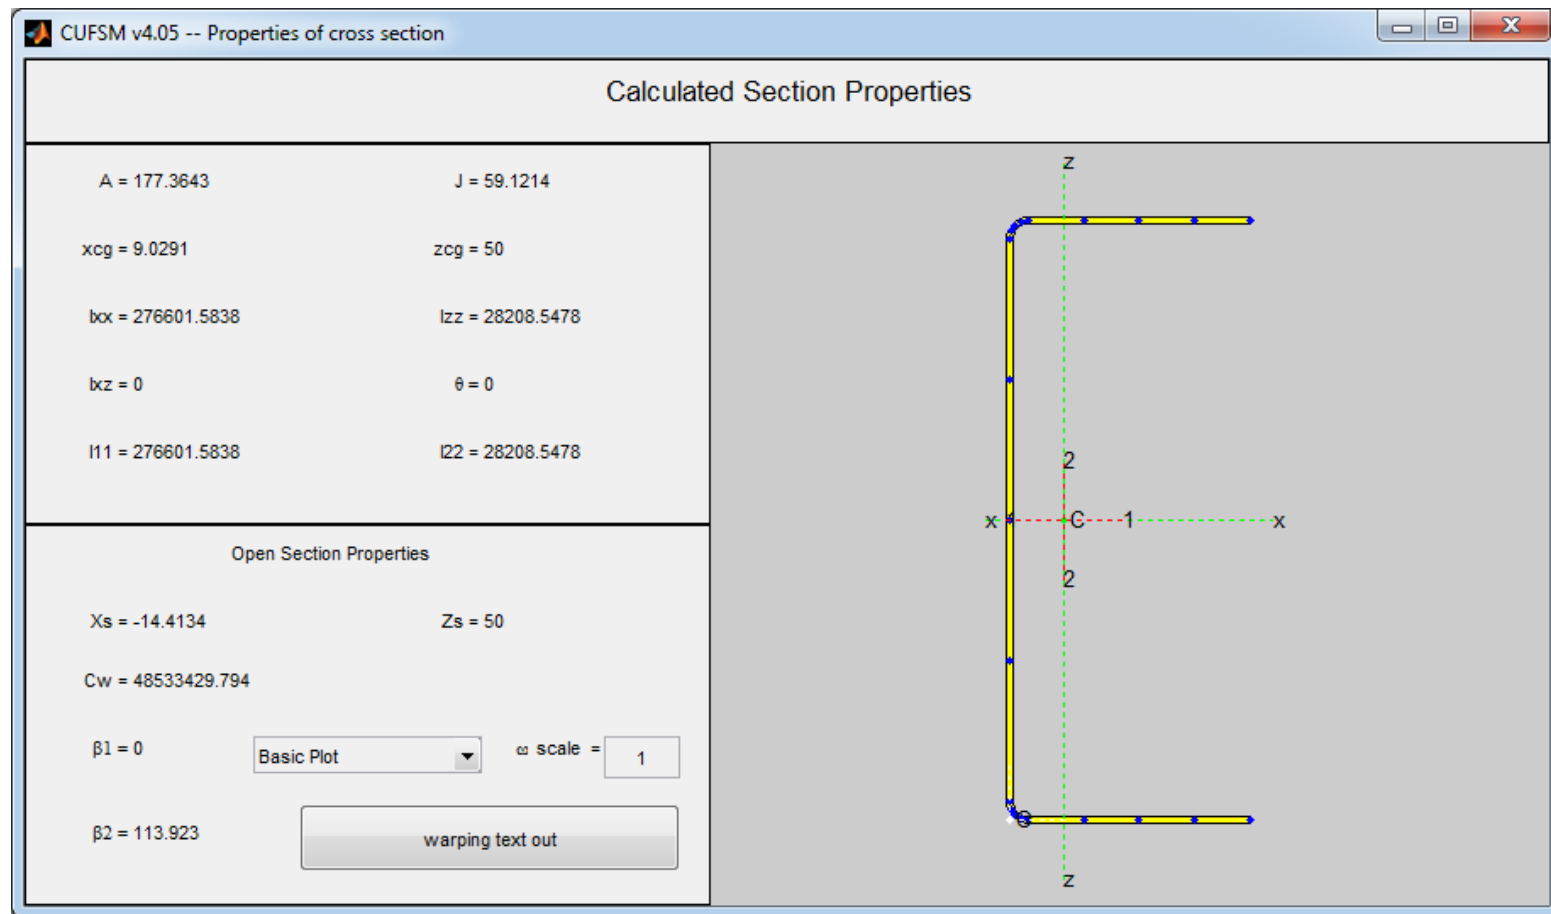 CUFSM v4.05 -- Properties of cross section
Calculated Section Properties
A = 177.3643
J = 59.1214
xcg = 9.0291
zcg = 50
Ixx = 276601.5838
Izz = 28208.5478
Ixz = 0
θ = 0
I11 = 276601.5838
I22 = 28208.5478
Open Section Properties
Xs = -14.4134
Zs = 50
Cw = 48533429.794
β1 = 0
Basic Plot
ω scale =
1
β2 = 113.923
warping text out
z
2
x
C
1
x
2
z